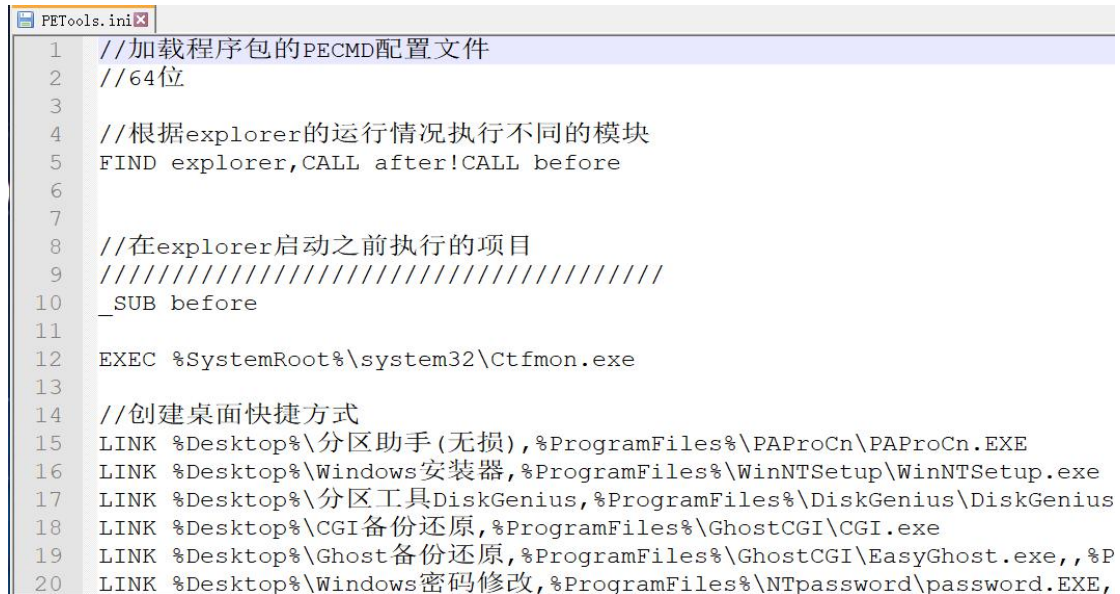 PETools.ini
1 //加载程序包的PECMD配置文件
2 //64位
3
4 //根据explorer的运行情况执行不同的模块
5 FIND explorer,CALL after!CALL before
6
7
8 //在explorer启动之前执行的项目
9 ///////////////////////////////////////
10 _SUB before
11
12 EXEC %SystemRoot%\system32\Ctfmon.exe
13
14 //创建桌面快捷方式
15 LINK %Desktop%\分区助手(无损),%ProgramFiles%\PAProCn\PAProCn.EXE
16 LINK %Desktop%\Windows安装器,%ProgramFiles%\WinNTSetup\WinNTSetup.exe
17 LINK %Desktop%\分区工具DiskGenius,%ProgramFiles%\DiskGenius\DiskGenius
18 LINK %Desktop%\CGI备份还原,%ProgramFiles%\GhostCGI\CGI.exe
19 LINK %Desktop%\Ghost备份还原,%ProgramFiles%\GhostCGI\EasyGhost.exe,,%P
20 LINK %Desktop%\Windows密码修改,%ProgramFiles%\NTpassword\password.EXE,